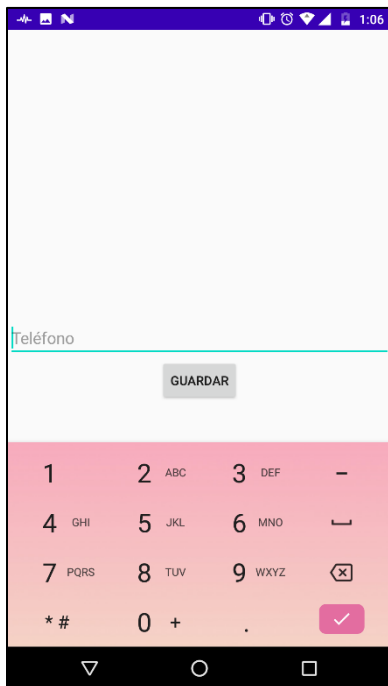 1:06
Teléfono
GUARDAR
1 2 ABC 3 DEF -
4 GHI 5 JKL 6 MNO
7 PQRS 8 TUV 9 WXYZ
* # 0 + .